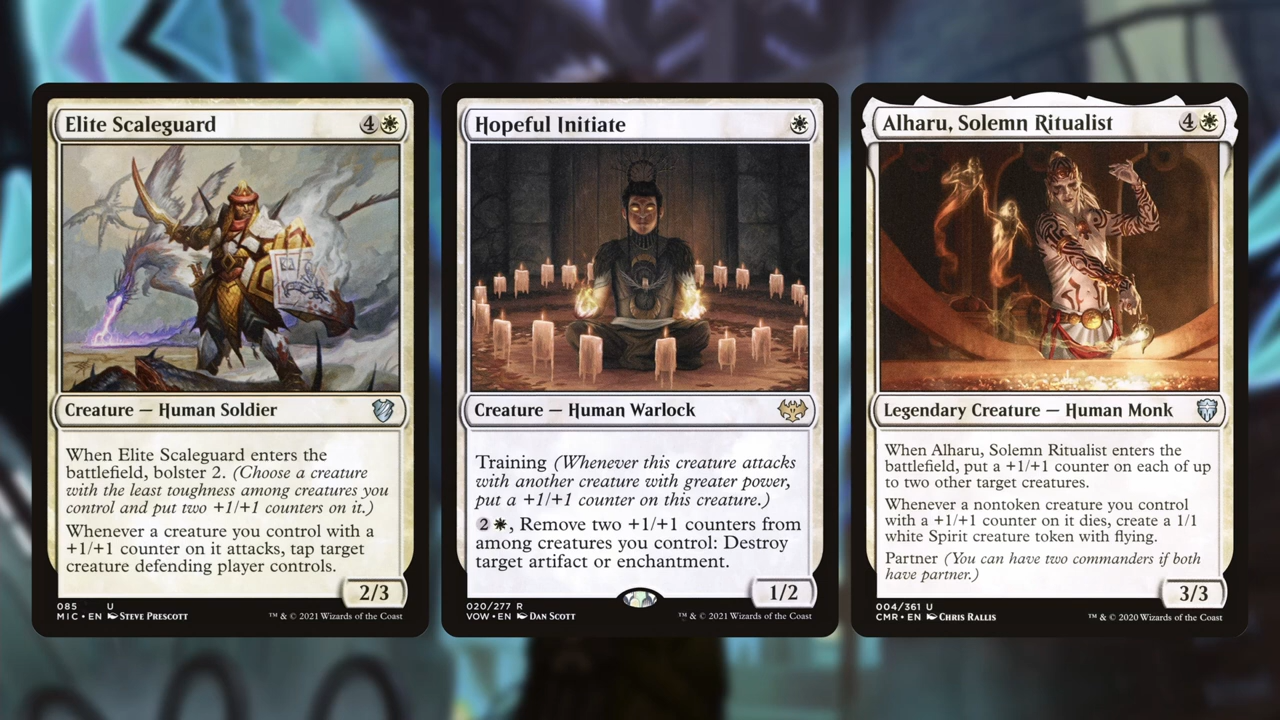 Elite Scaleguard 4
Creature — Human Soldier
When Elite Scaleguard enters the
battlefield, bolster 2. (Choose a creature
with the least toughness among creatures you
control and put two +1/+1 counters on it.)
Whenever a creature you control with a
+1/+1 counter on it attacks, tap target
creature defending player controls.
2/3
085 U
MIC • EN Steve Prescott ™ & © 2021 Wizards of the Coast
Hopeful Initiate
Creature — Human Warlock
Training (Whenever this creature attacks
with another creature with greater power,
put a +1/+1 counter on this creature.)
2 , Remove two +1/+1 counters from
among creatures you control: Destroy
target artifact or enchantment.
1/2
020/277 R
VOW • EN Dan Scott ™ & © 2021 Wizards of the Coast
Alharu, Solemn Ritualist 4
Legendary Creature — Human Monk
When Alharu, Solemn Ritualist enters the
battlefield, put a +1/+1 counter on each of up
to two other target creatures.
Whenever a nontoken creature you control
with a +1/+1 counter on it dies, create a 1/1
white Spirit creature token with flying.
Partner (You can have two commanders if both
have partner.)
3/3
004/361 U
CMR • EN Chris Rallis ™ & © 2020 Wizards of the Coast